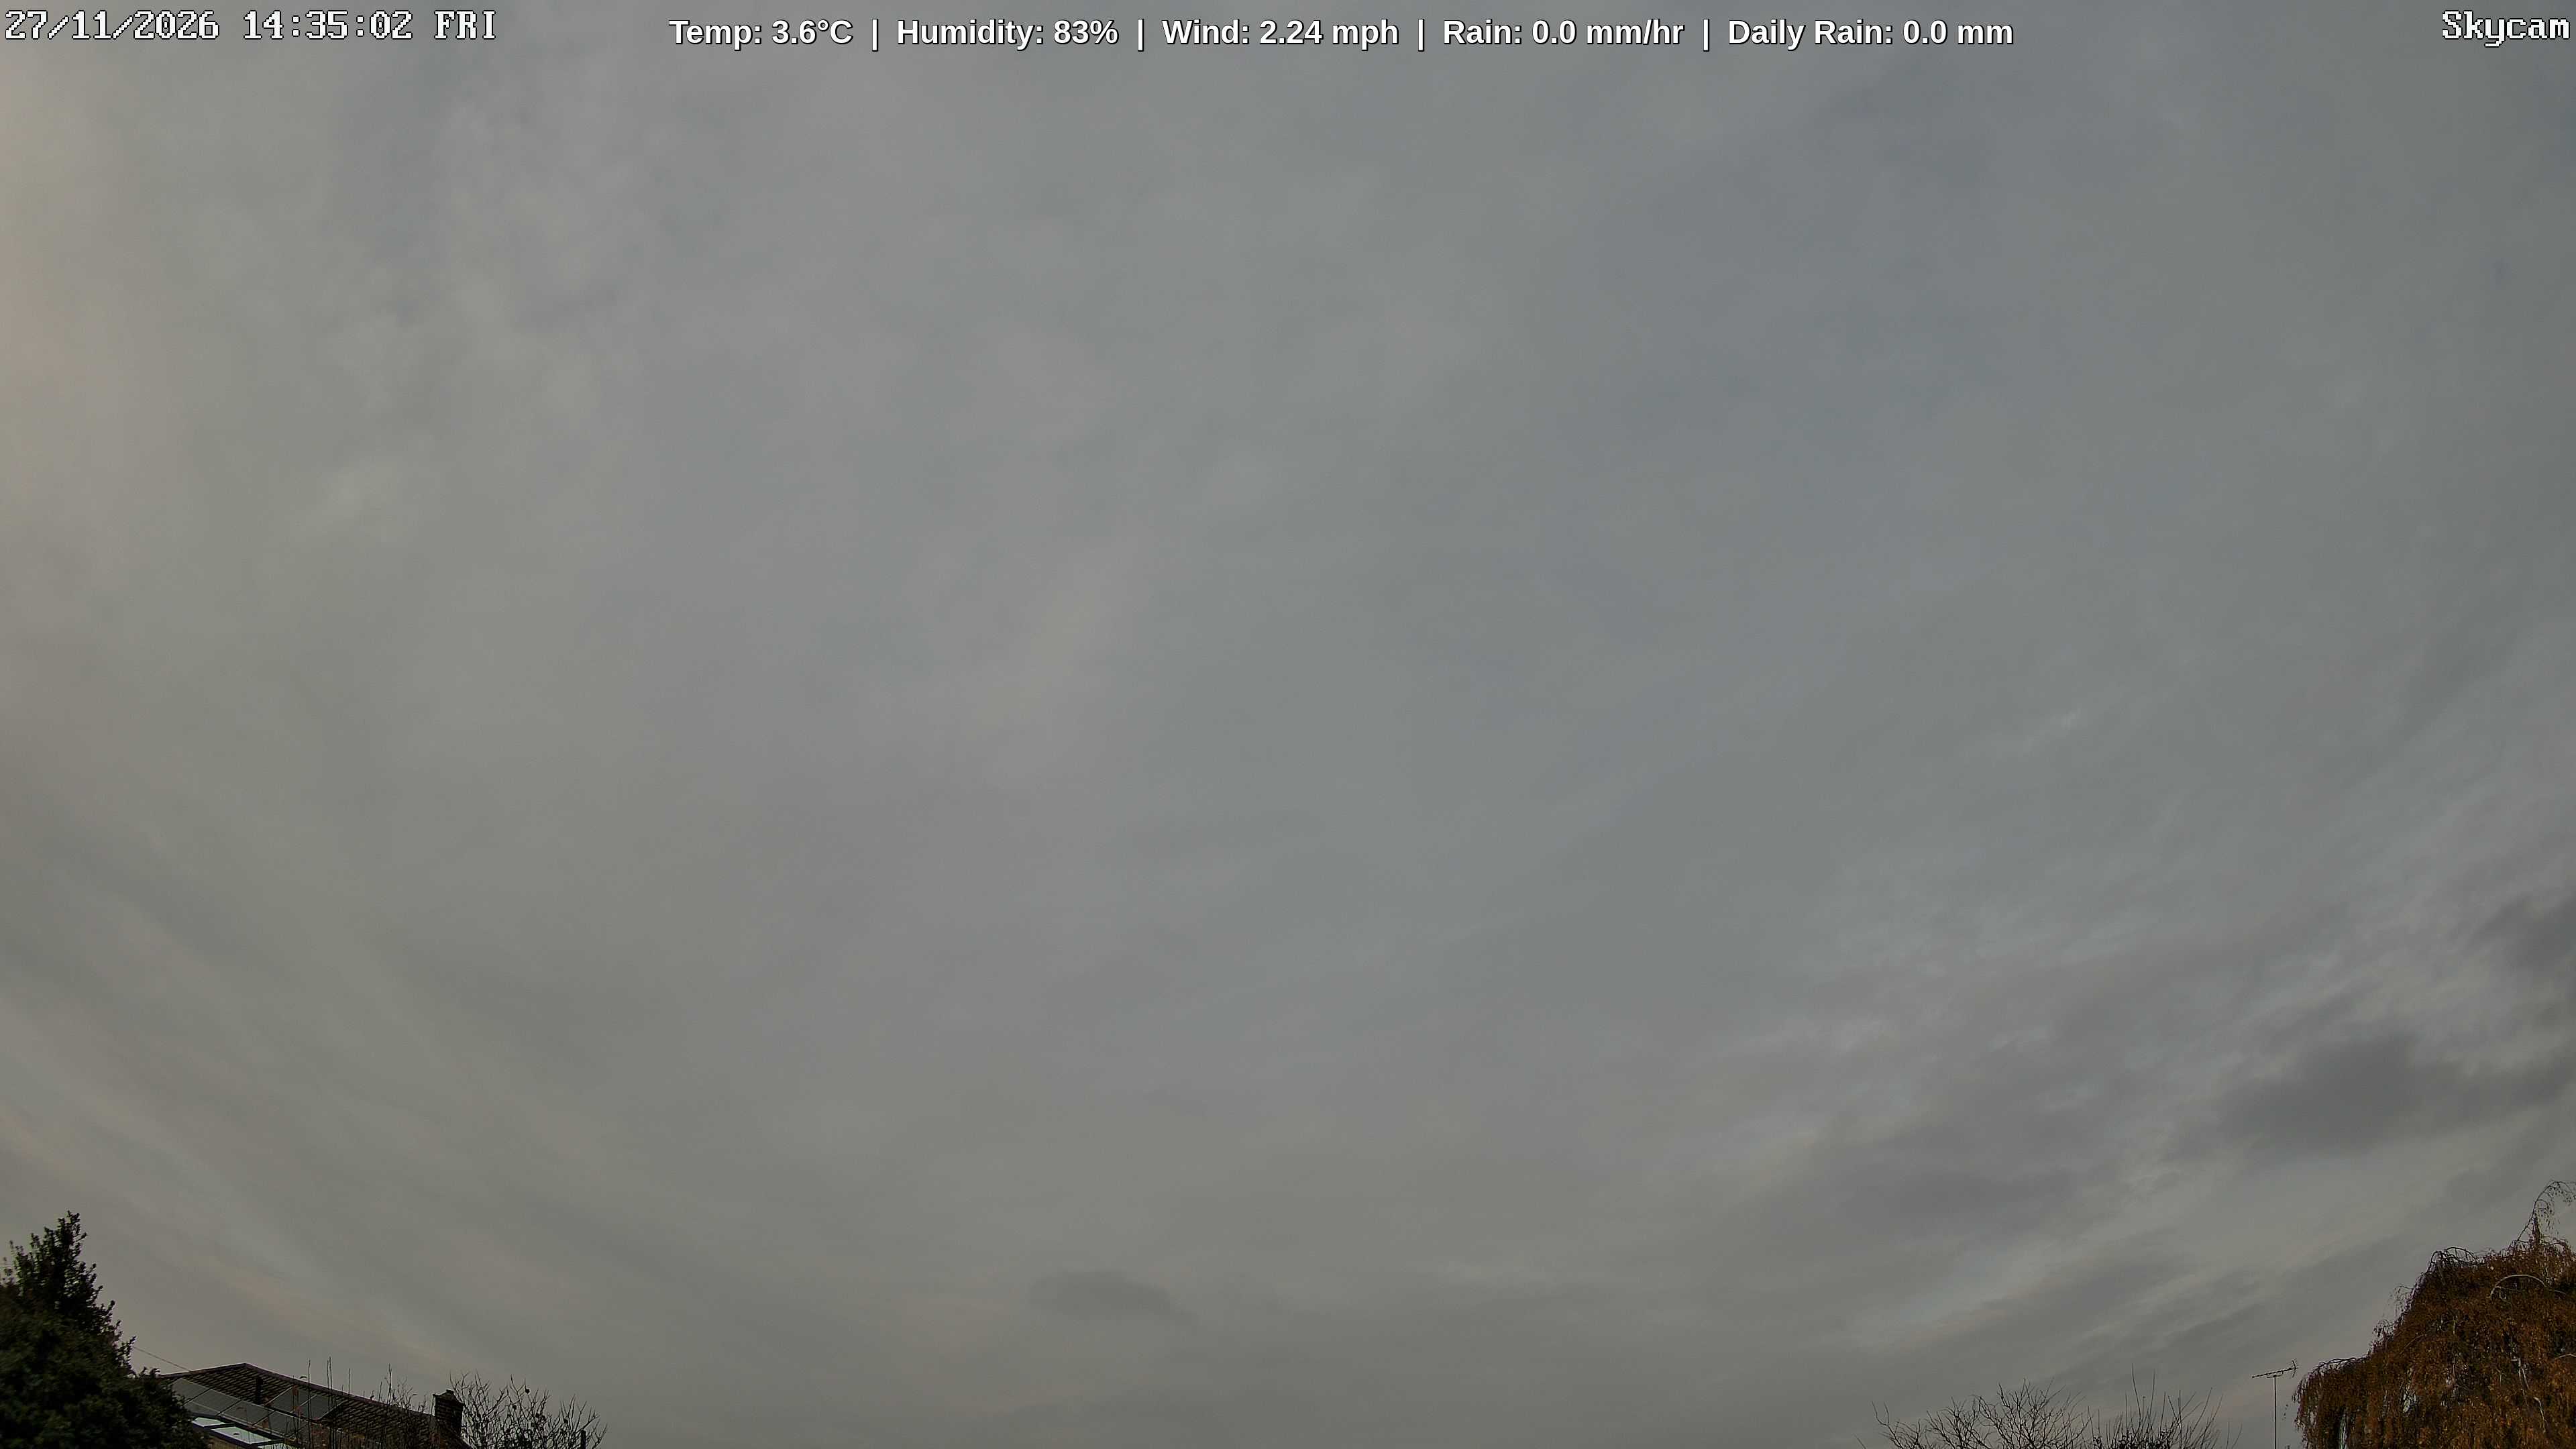 27/11/2026 14:35:02 FRI
Temp: 3.6°C | Humidity: 83% | Wind: 2.24 mph | Rain: 0.0 mm/hr | Daily Rain: 0.0 mm
Skycam